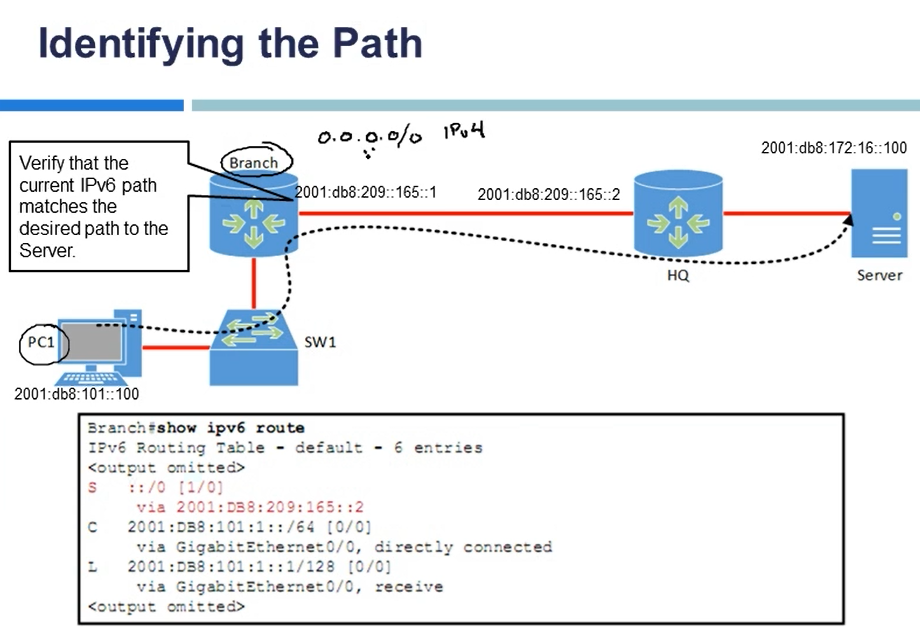 Identifying the Path
0.0.0.0/0 IPv4
Branch
2001:db8:172:16::100
Verify that the
current IPv6 path
matches the
desired path to the
Server.
2001:db8:209::165::1
2001:db8:209::165::2
HQ
Server
PC1
SW1
2001:db8:101::100
Branch#show ipv6 route
IPv6 Routing Table - default - 6 entries
<output omitted>
S ::/0 [1/0]
via 2001:DB8:209:165::2
C 2001:DB8:101:1::/64 [0/0]
via GigabitEthernet0/0, directly connected
L 2001:DB8:101:1::1/128 [0/0]
via GigabitEthernet0/0, receive
<output omitted>